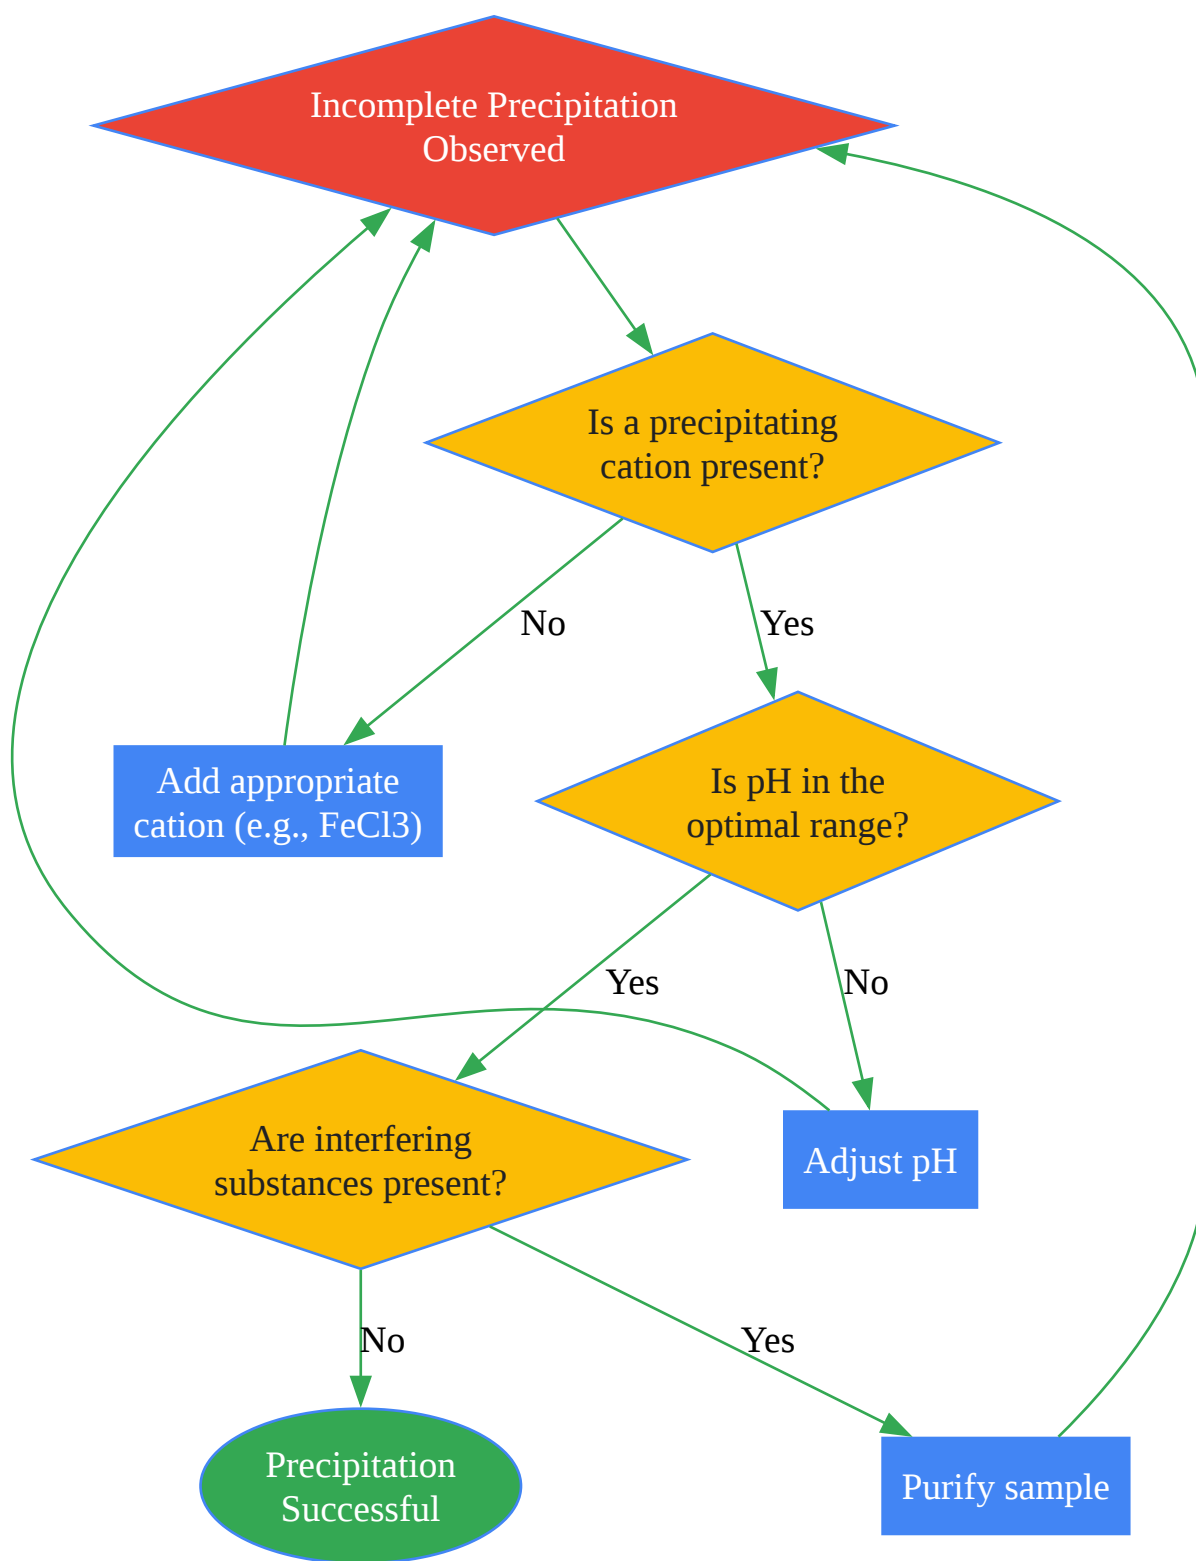 Incomplete Precipitation
Observed
Is a precipitating
cation present?
No
Yes
Add appropriate
cation (e.g., FeCl3)
Is pH in the
optimal range?
Yes
No
Are interfering
substances present?
Adjust pH
No
Yes
Precipitation
Successful
Purify sample